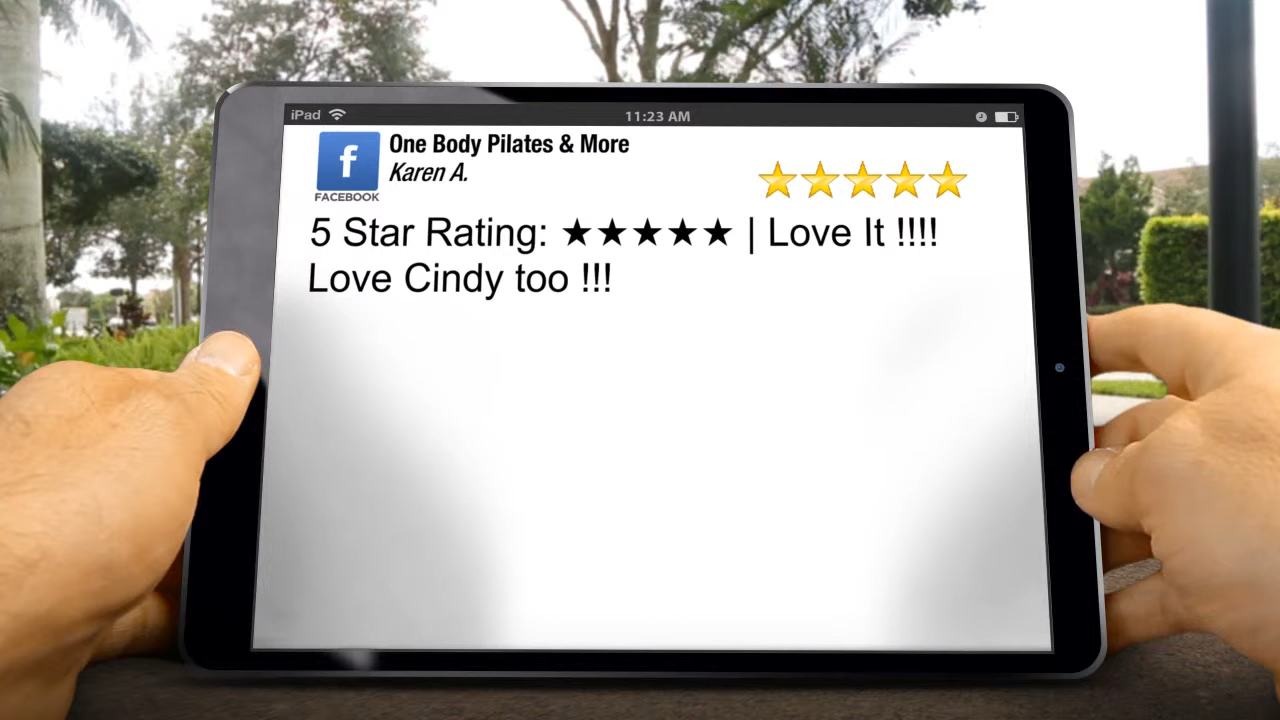 iPad 11:23 AM
f
FACEBOOK
One Body Pilates & More
Karen A.
5 Star Rating: ★★★★★ | Love It !!!!
Love Cindy too !!!